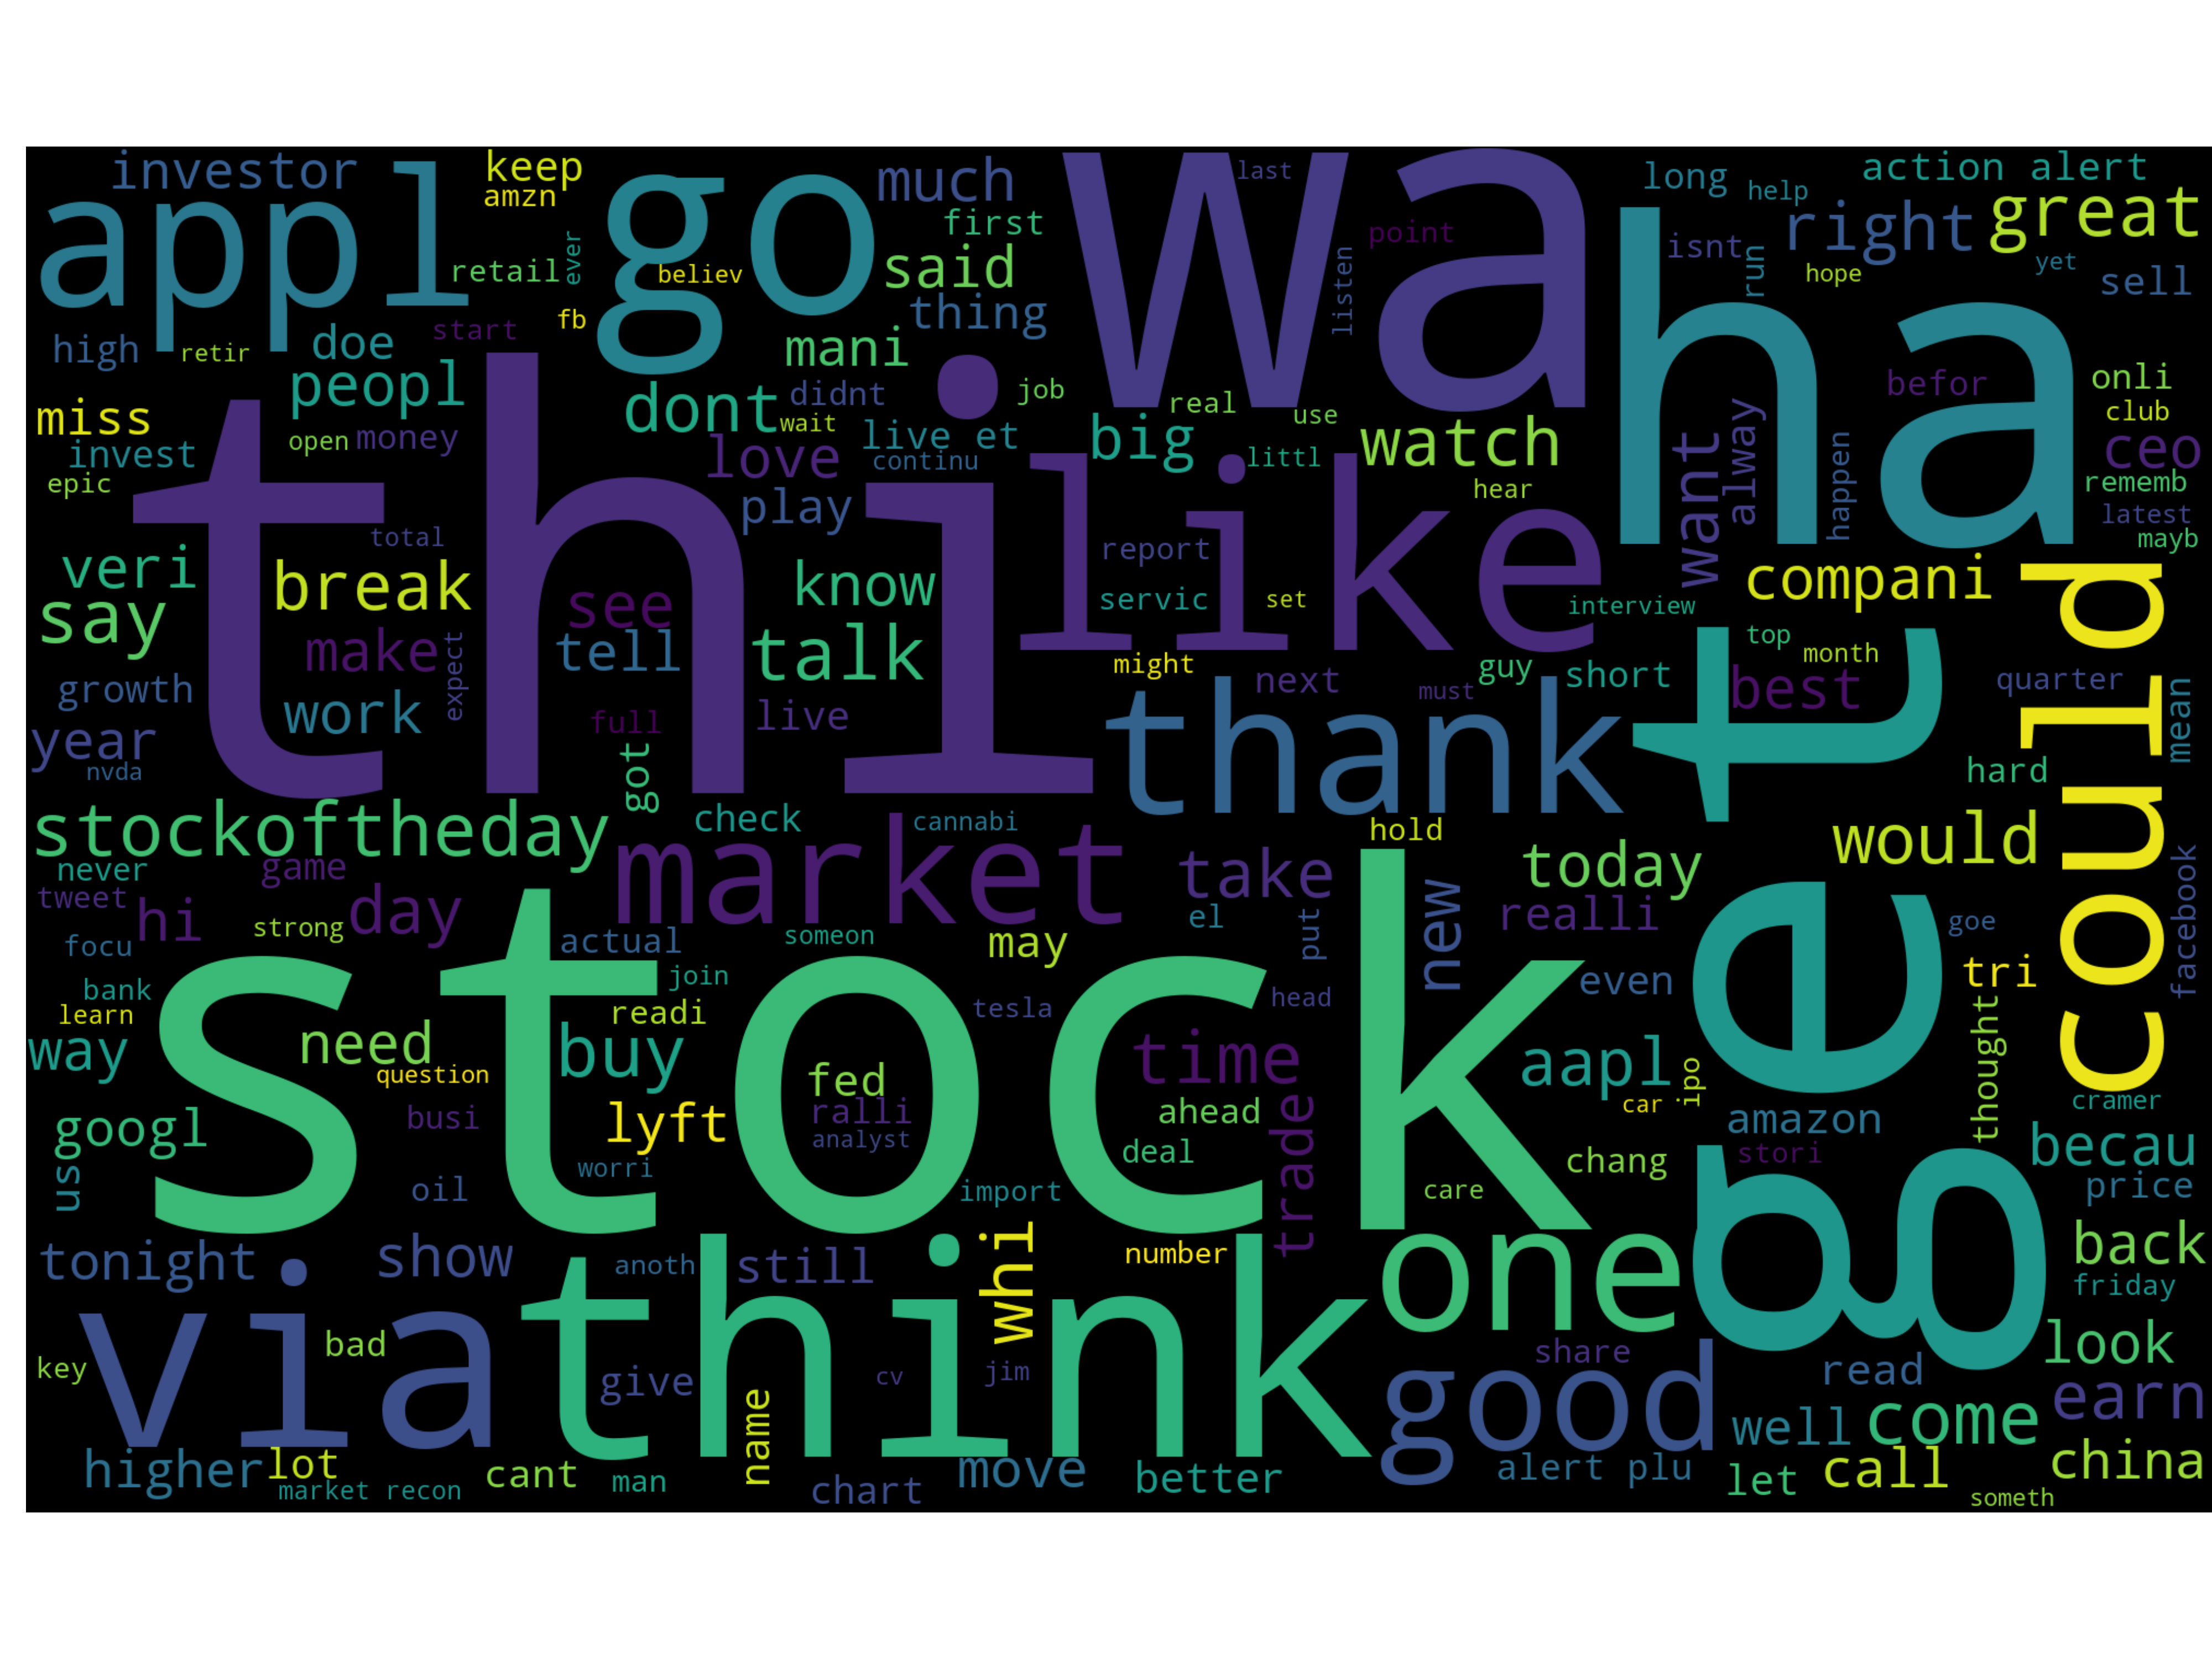 investor
keep
amzn
appl
go
much
wa
last
long
help
action alert
first
said
point
isnt
right
great
retail
ever
believ
thing
listen
ha
run
hope
yet
sell
high
retir
doe
start
fb
mani
peopl
dont
didnt
job
real
use
befor
onli
miss
open
money
wait
live et
big
littl
watch
want
alway
happen
club
ceo
invest
love
continu
epic
thi
play
like
hear
rememb
latest
total
report
mayb
veri
break
see
know
servic
set
interview
compani
could
say
make
expect
tell
talk
might
next
must
guy
short
top
month
best
growth
work
full
live
thank
get
quarter
mean
year
nvda
got
hard
stockoftheday
check
cannabi
hold
would
never
game
market
take
today
facebook
tweet
hi
day
el
put
new
realli
goe
focu
strong
actual
someon
may
bank
join
tesla
head
even
tri
learn
readi
stock
way
need
buy
time
aapl
ipo
thought
question
fed
googl
busi
lyft
ralli
ahead
car
amazon
cramer
analyst
deal
trade
chang
stori
becau
us
oil
worri
import
care
price
tonight
show
anoth
still
whi
number
one
back
friday
via
think
key
bad
give
name
cv
jim
share
good
read
look
earn
well
come
higher
lot
cant
man
move
better
alert plu
call
china
market recon
chart
let
someth